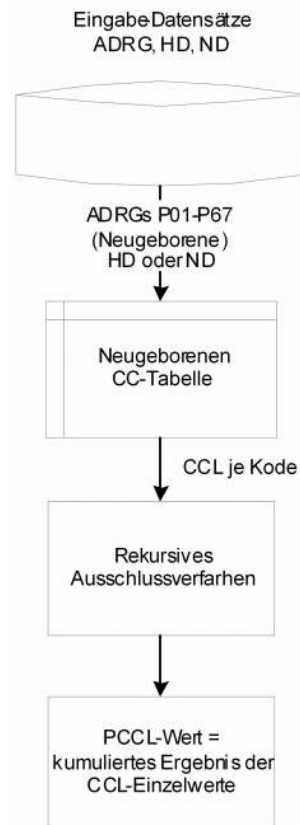 Eingabe-Datensätze
ADRG, HD, ND
ADRGs P01-P67
(Neugeborene)
HD oder ND
Neugeborenen
CC-Tabelle
CCL je Kode
Rekursives
Ausschlussverfarhen
PCCL-Wert =
kumuliertes Ergebnis der
CCL-Einzelwerte